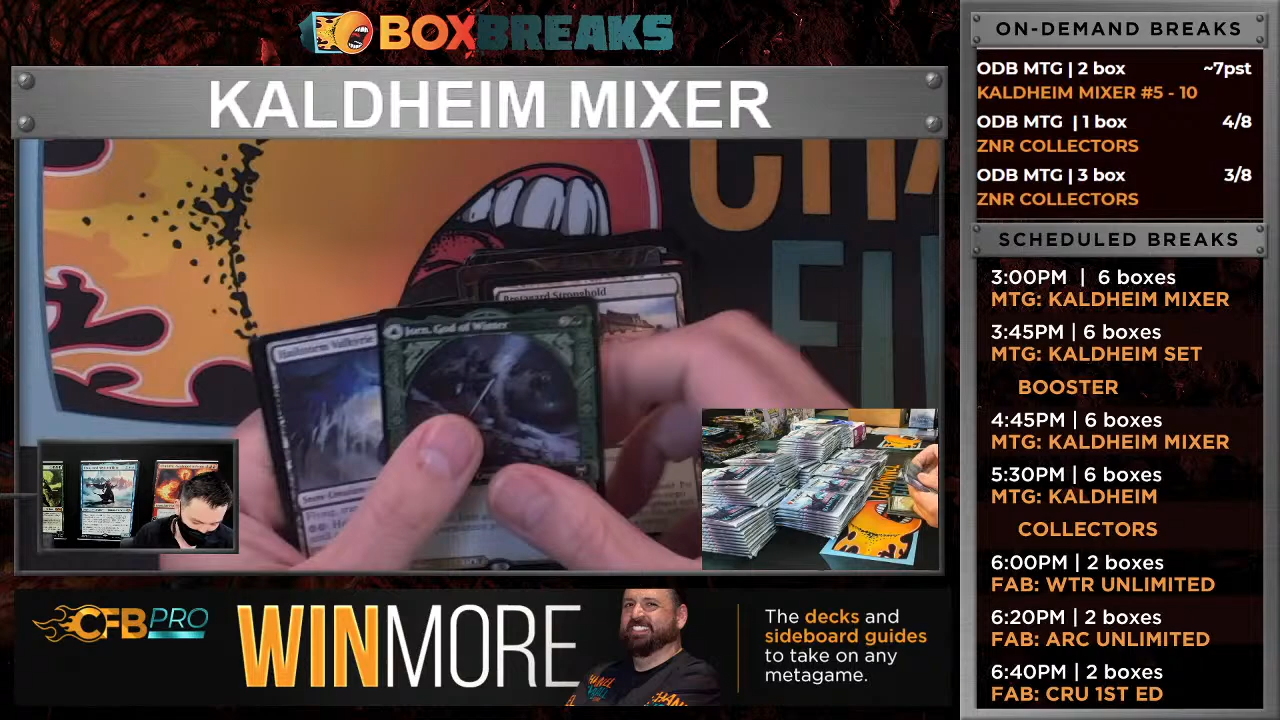 BOXBREAKS
KALDHEIM MIXER
Bretagard Stronghold
Jorn, God of Winter
Hailstorm Valkyrie
Snow
Flying,
CFBPRO
WINMORE
The decks and
sideboard guides
to take on any
metagame.
ON-DEMAND BREAKS
ODB MTG | 2 box ~7pst
KALDHEIM MIXER #5 - 10
ODB MTG | 1 box 4/8
ZNR COLLECTORS
ODB MTG | 3 box 3/8
ZNR COLLECTORS
SCHEDULED BREAKS
3:00PM | 6 boxes
MTG: KALDHEIM MIXER
3:45PM | 6 boxes
MTG: KALDHEIM SET
BOOSTER
4:45PM | 6 boxes
MTG: KALDHEIM MIXER
5:30PM | 6 boxes
MTG: KALDHEIM
COLLECTORS
6:00PM | 2 boxes
FAB: WTR UNLIMITED
6:20PM | 2 boxes
FAB: ARC UNLIMITED
6:40PM | 2 boxes
FAB: CRU 1ST ED